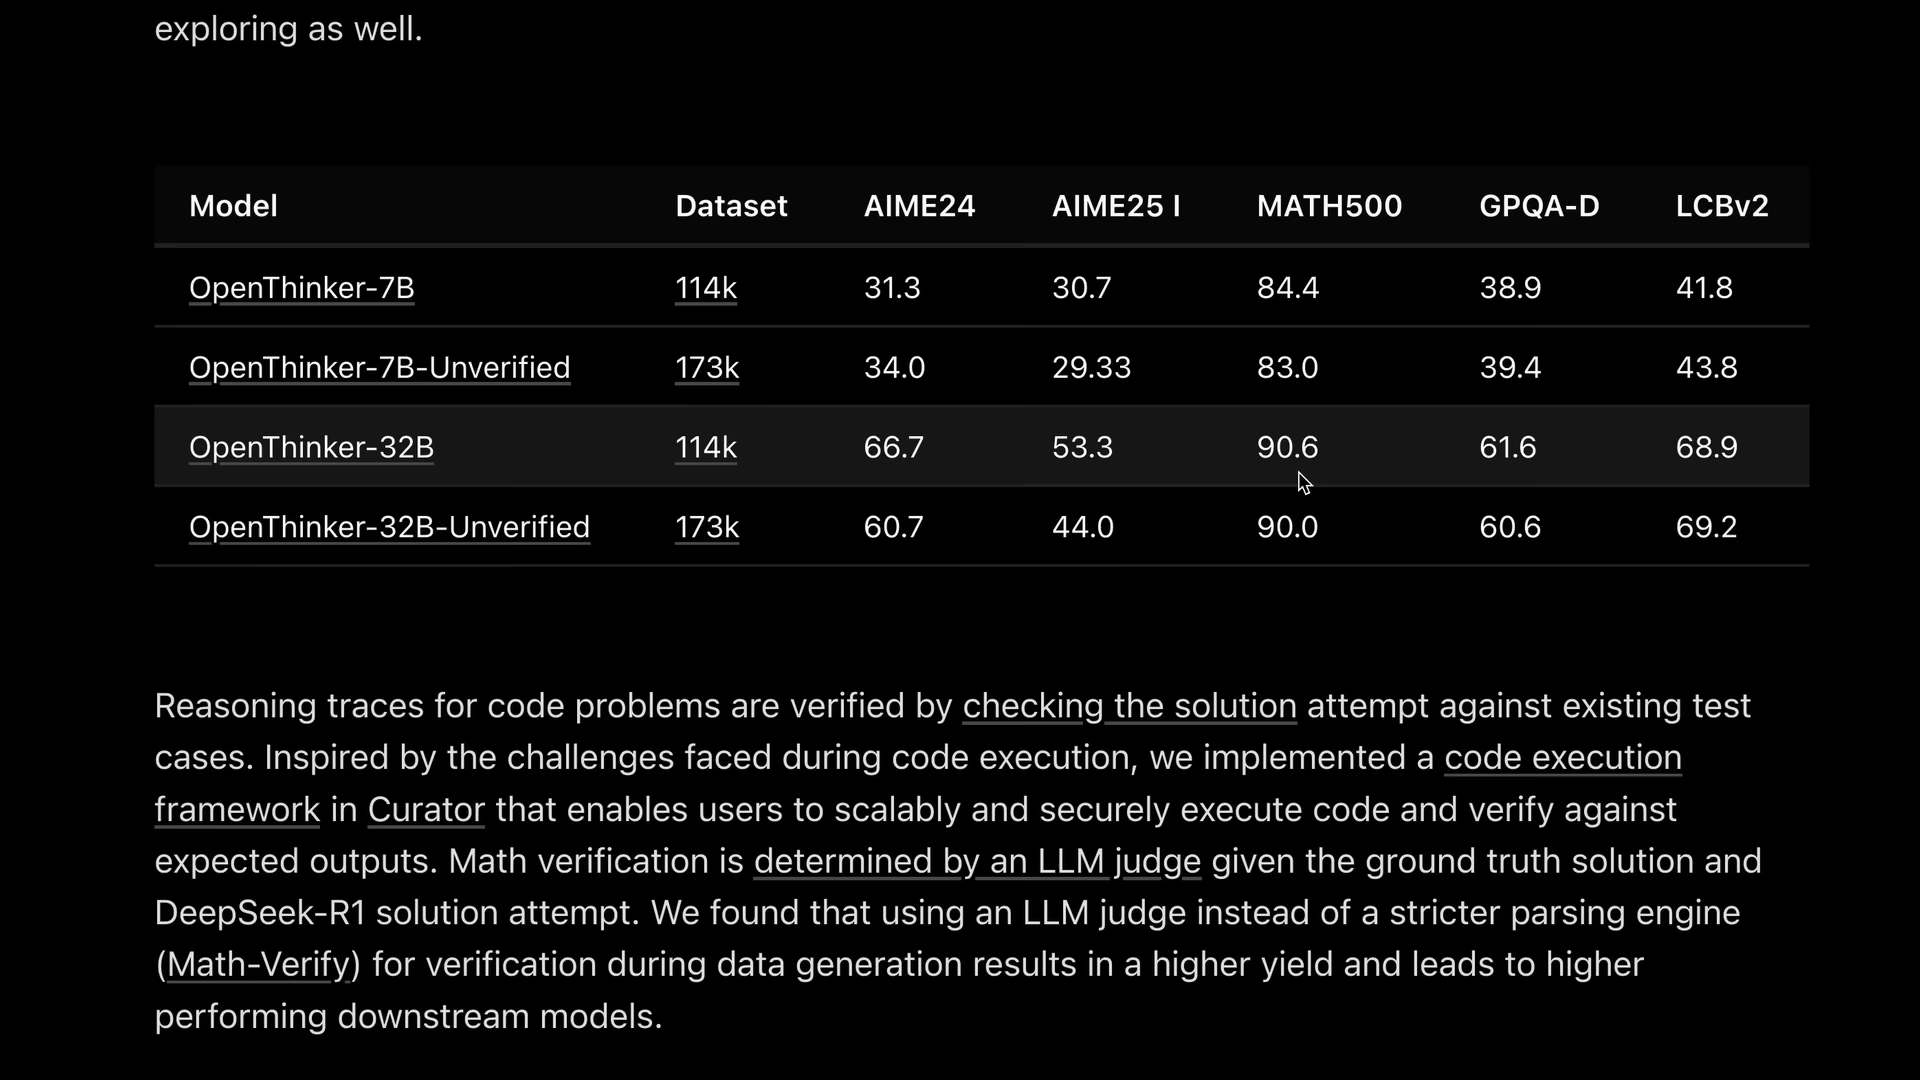 exploring as well.
Model Dataset AIME24 AIME25 I MATH500 GPQA-D LCBv2
OpenThinker-7B 114k 31.3 30.7 84.4 38.9 41.8
OpenThinker-7B-Unverified 173k 34.0 29.33 83.0 39.4 43.8
OpenThinker-32B 114k 66.7 53.3 90.6 61.6 68.9
OpenThinker-32B-Unverified 173k 60.7 44.0 90.0 60.6 69.2
Reasoning traces for code problems are verified by checking the solution attempt against existing test
cases. Inspired by the challenges faced during code execution, we implemented a code execution
framework in Curator that enables users to scalably and securely execute code and verify against
expected outputs. Math verification is determined by an LLM judge given the ground truth solution and
DeepSeek-R1 solution attempt. We found that using an LLM judge instead of a stricter parsing engine
(Math-Verify) for verification during data generation results in a higher yield and leads to higher
performing downstream models.